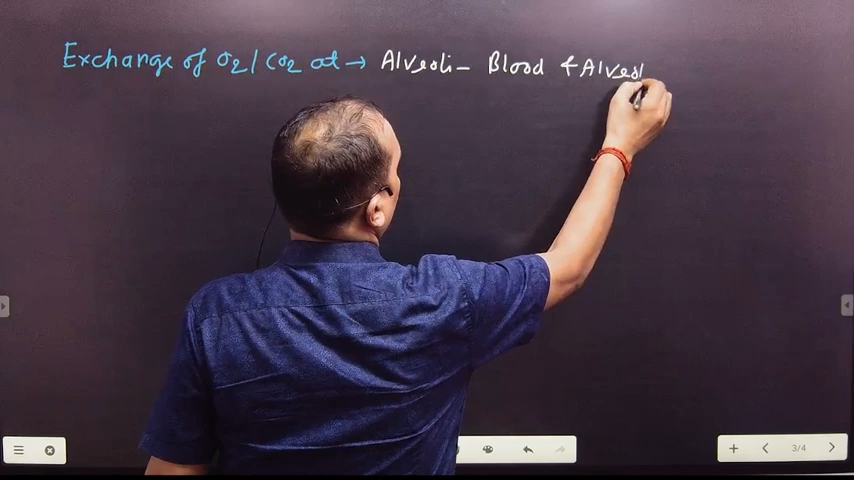 Exchange of O2/CO2 at → Alveoli - Blood & Alveol
3/4